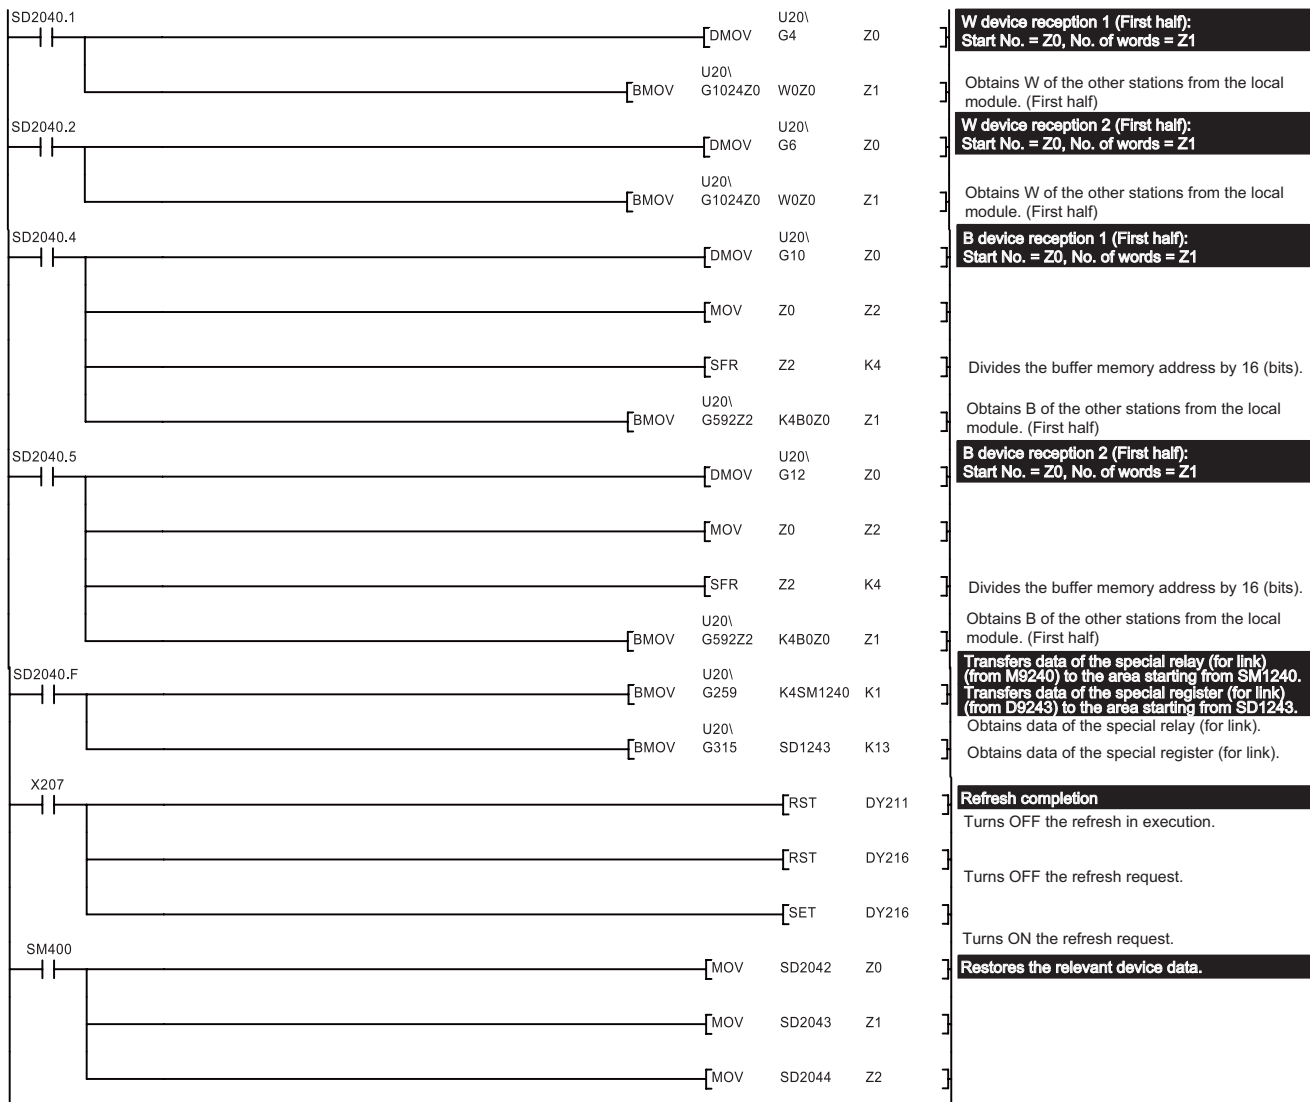 SD2040.1
U20\
DMOV G4 Z0
W device reception 1 (First half):
Start No. = Z0, No. of words = Z1
U20\
BMOV G1024Z0 W0Z0 Z1
Obtains W of the other stations from the local
module. (First half)
SD2040.2
U20\
DMOV G6 Z0
W device reception 2 (First half):
Start No. = Z0, No. of words = Z1
U20\
BMOV G1024Z0 W0Z0 Z1
Obtains W of the other stations from the local
module. (First half)
SD2040.4
U20\
DMOV G10 Z0
B device reception 1 (First half):
Start No. = Z0, No. of words = Z1
MOV Z0 Z2
SFR Z2 K4
Divides the buffer memory address by 16 (bits).
U20\
BMOV G592Z2 K4B0Z0 Z1
Obtains B of the other stations from the local
module. (First half)
SD2040.5
U20\
DMOV G12 Z0
B device reception 2 (First half):
Start No. = Z0, No. of words = Z1
MOV Z0 Z2
SFR Z2 K4
Divides the buffer memory address by 16 (bits).
U20\
BMOV G592Z2 K4B0Z0 Z1
Obtains B of the other stations from the local
module. (First half)
SD2040.F
U20\
BMOV G259 K4SM1240 K1
Transfers data of the special relay (for link)
(from M9240) to the area starting from SM1240.
Transfers data of the special register (for link)
(from D9243) to the area starting from SD1243.
Obtains data of the special relay (for link).
U20\
BMOV G315 SD1243 K13
Obtains data of the special register (for link).
X207
RST DY211
Refresh completion
Turns OFF the refresh in execution.
RST DY216
Turns OFF the refresh request.
SET DY216
Turns ON the refresh request.
SM400
MOV SD2042 Z0
Restores the relevant device data.
MOV SD2043 Z1
MOV SD2044 Z2